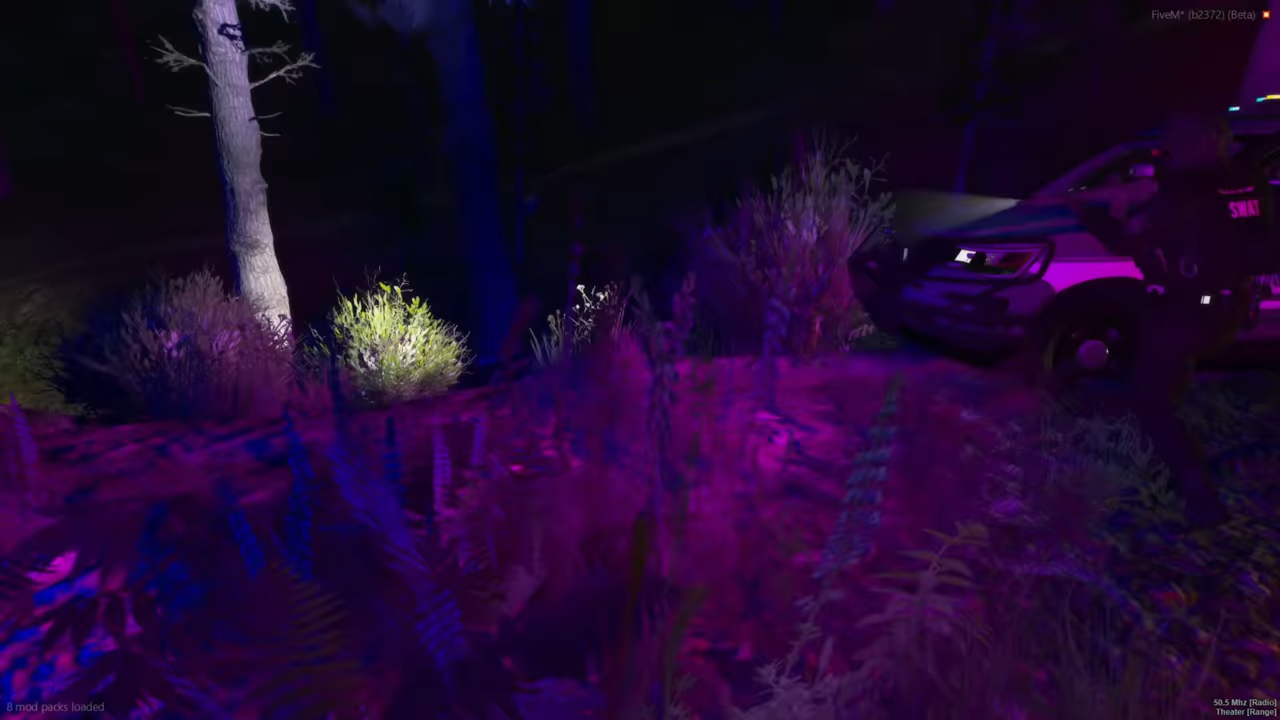 FiveM* (b2372) (Beta)
SWAT
8 mod packs loaded
50.5 Mhz [Radio]
Theater [Range]